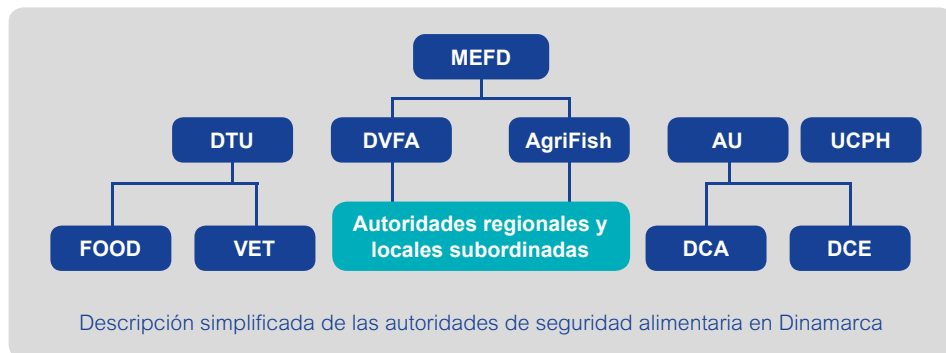 MEFD
DTU
DVFA
AgriFish
AU
UCPH
FOOD
VET
Autoridades regionales y
locales subordinadas
DCA
DCE
Descripción simplificada de las autoridades de seguridad alimentaria en Dinamarca